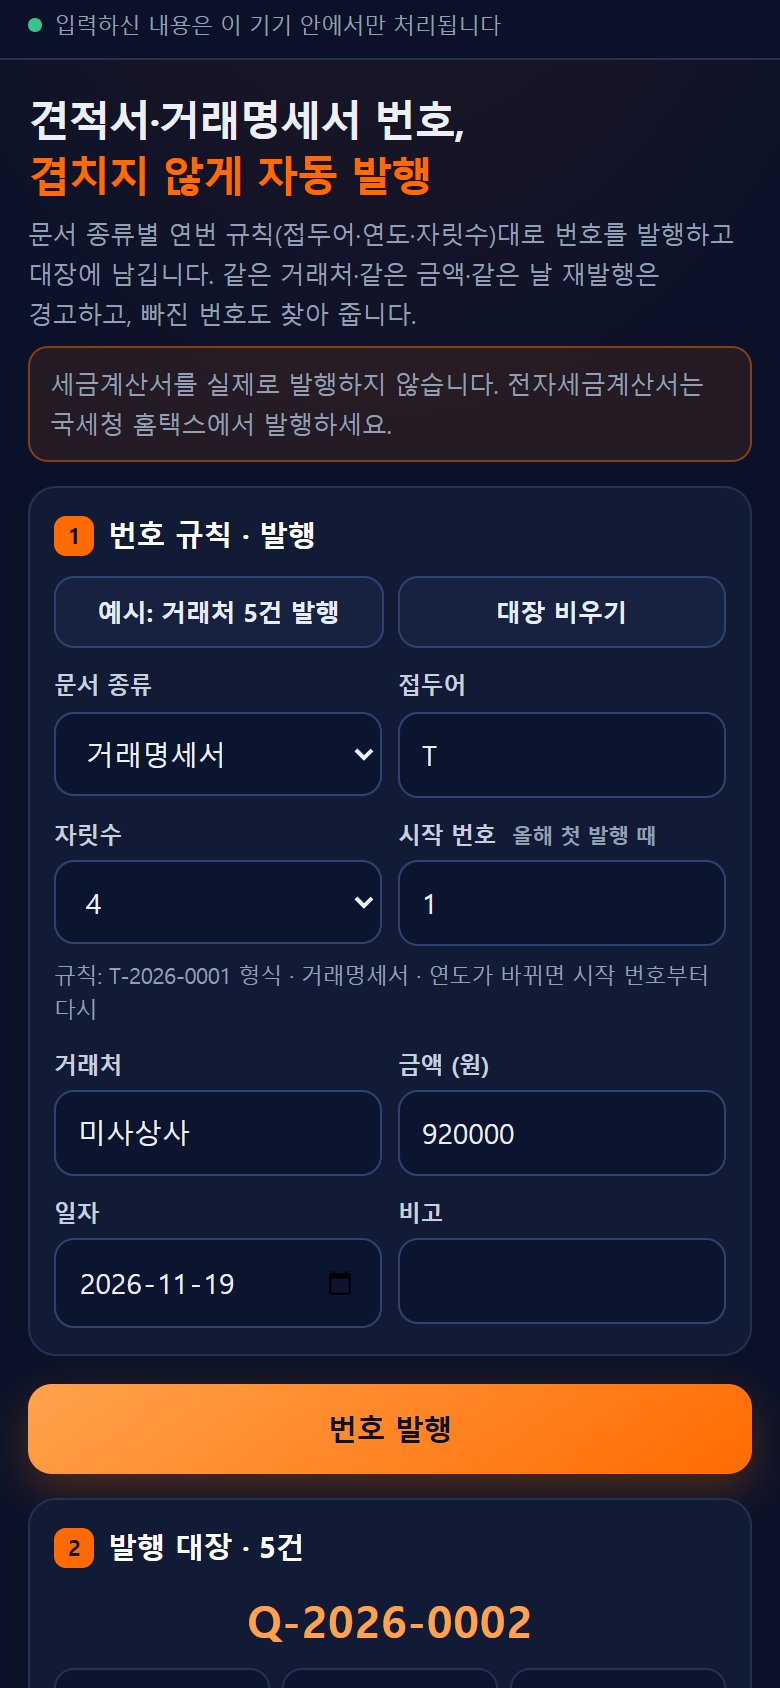 입력하신 내용은 이 기기 안에서만 처리됩니다
견적서·거래명세서 번호,
겹치지 않게 자동 발행
문서 종류별 연번 규칙(접두어·연도·자릿수)대로 번호를 발행하고
대장에 남깁니다. 같은 거래처·같은 금액·같은 날 재발행은
경고하고, 빠진 번호도 찾아 줍니다.
세금계산서를 실제로 발행하지 않습니다. 전자세금계산서는
국세청 홈택스에서 발행하세요.
1 번호 규칙 · 발행
예시: 거래처 5건 발행 대장 비우기
문서 종류 접두어
거래명세서 T
자릿수 시작 번호 올해 첫 발행 때
4 1
규칙: T-2026-0001 형식 · 거래명세서 · 연도가 바뀌면 시작 번호부터
다시
거래처 금액 (원)
미사상사 920000
일자 비고
2026-11-19
번호 발행
2 발행 대장 · 5건
Q-2026-0002